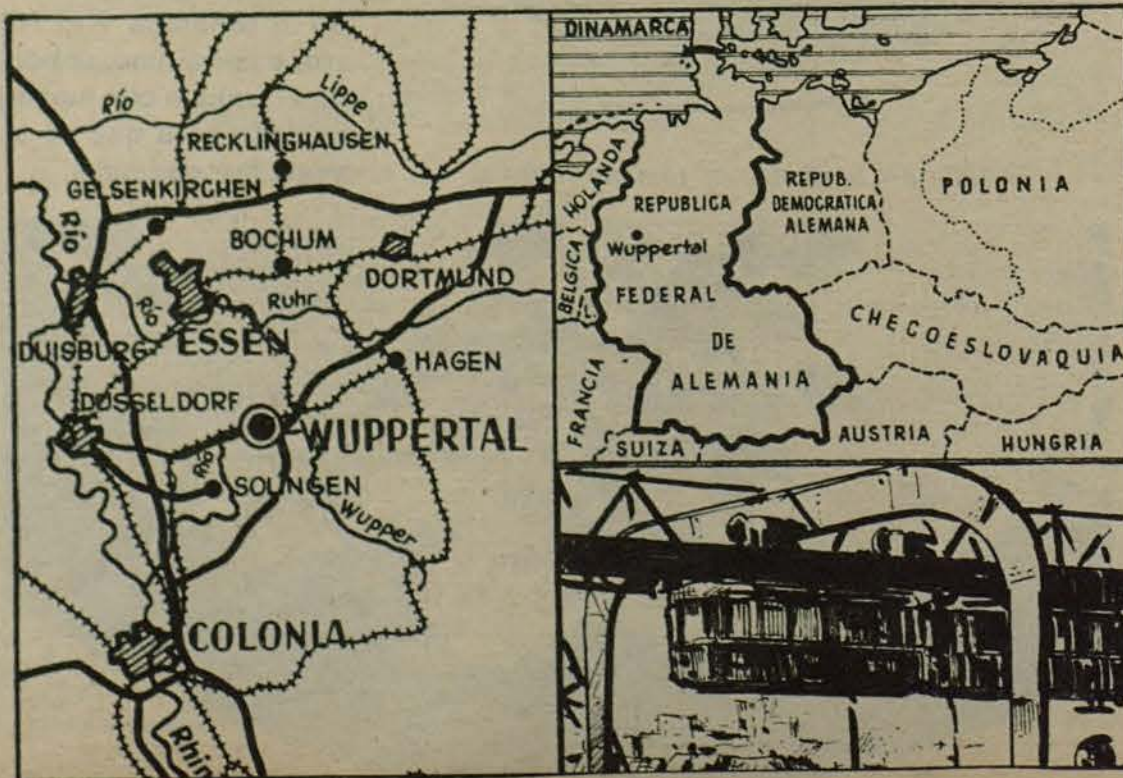 Río
Lippe
RECKLINGHAUSEN
GELSENKIRCHEN
Río
BOCHUM
DORTMUND
Río
Ruhr
ESSEN
DUISBURG
HAGEN
DUSSELDORF
WUPPERTAL
Río
SOLINGEN
Wupper
COLONIA
Rhin
DINAMARCA
HOLANDA
REPUBLICA
Wuppertal
FEDERAL
DE
ALEMANIA
REPUB.
DEMOCRATICA
ALEMANA
POLONIA
BELGICA
CHECOESLOVAQUIA
FRANCIA
SUIZA
AUSTRIA
HUNGRIA